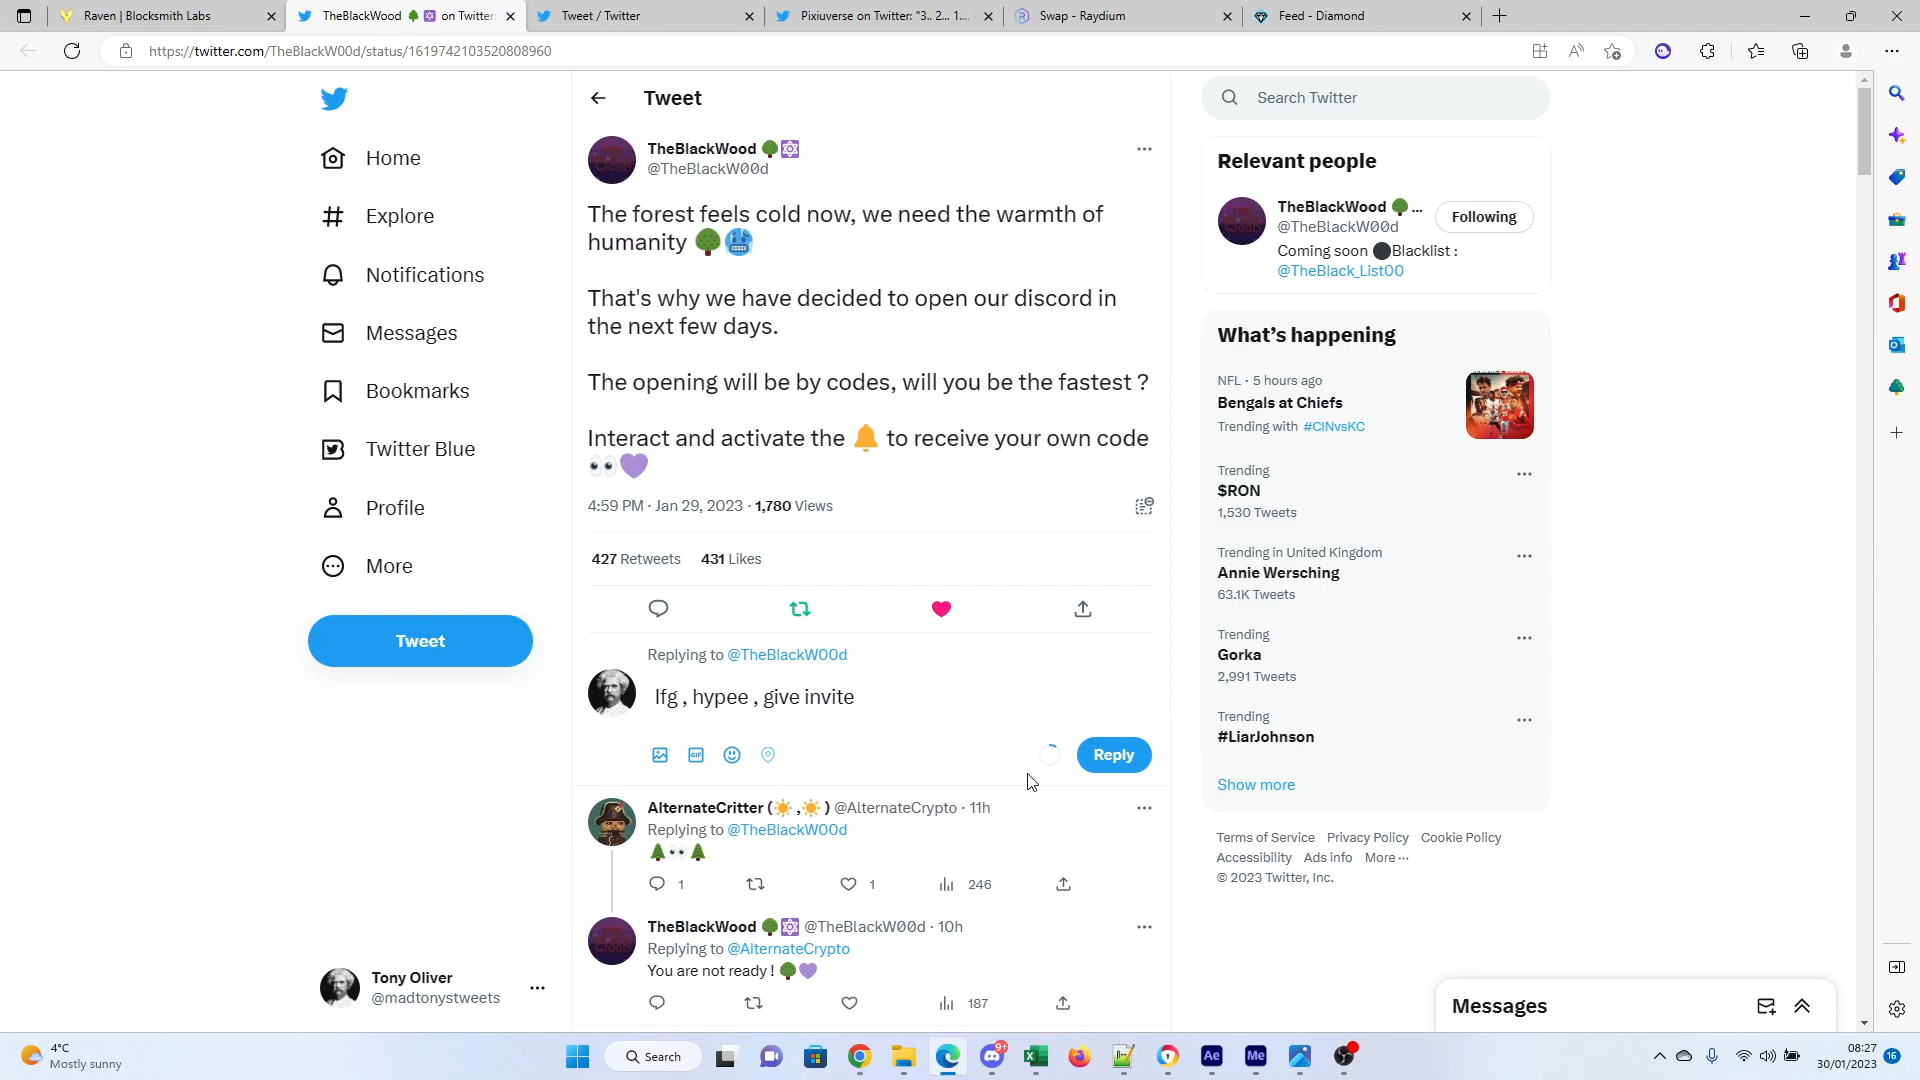 Raven | Blocksmith Labs
TheBlackWood 🌳🔯 on Twitter
Tweet / Twitter
Pixiuverse on Twitter: "3.. 2... 1....
Swap - Raydium
Feed - Diamond
https://twitter.com/TheBlackW00d/status/1619742103520808960
Home
Explore
Notifications
Messages
Bookmarks
Twitter Blue
Profile
More
Tweet
Tony Oliver
@madtonystweets
Tweet
TheBlackWood 🌳🔯
@TheBlackW00d
The forest feels cold now, we need the warmth of
humanity 🌳🥶
That's why we have decided to open our discord in
the next few days.
The opening will be by codes, will you be the fastest ?
Interact and activate the 🔔 to receive your own code
👀💜
4:59 PM · Jan 29, 2023 · 1,780 Views
427 Retweets 431 Likes
Replying to @TheBlackW00d
lfg , hypee , give invite
GIF
Reply
AlternateCritter (☀️,☀️ ) @AlternateCrypto · 11h
Replying to @TheBlackW00d
🌲👀🌲
1 1 246
TheBlackWood 🌳🔯 @TheBlackW00d · 10h
Replying to @AlternateCrypto
You are not ready ! 🌳💜
187
Search Twitter
Relevant people
TheBlackWood 🌳 ...
@TheBlackW00d
Following
Coming soon ⚫Blacklist :
@TheBlack_List00
What's happening
NFL · 5 hours ago
Bengals at Chiefs
Trending with #CINvsKC
Trending
$RON
1,530 Tweets
Trending in United Kingdom
Annie Wersching
63.1K Tweets
Trending
Gorka
2,991 Tweets
Trending
#LiarJohnson
Show more
Terms of Service Privacy Policy Cookie Policy
Accessibility Ads info More ···
© 2023 Twitter, Inc.
Messages
4°C
Mostly sunny
Search
9+
Ae
Me
08:27
30/01/2023
16